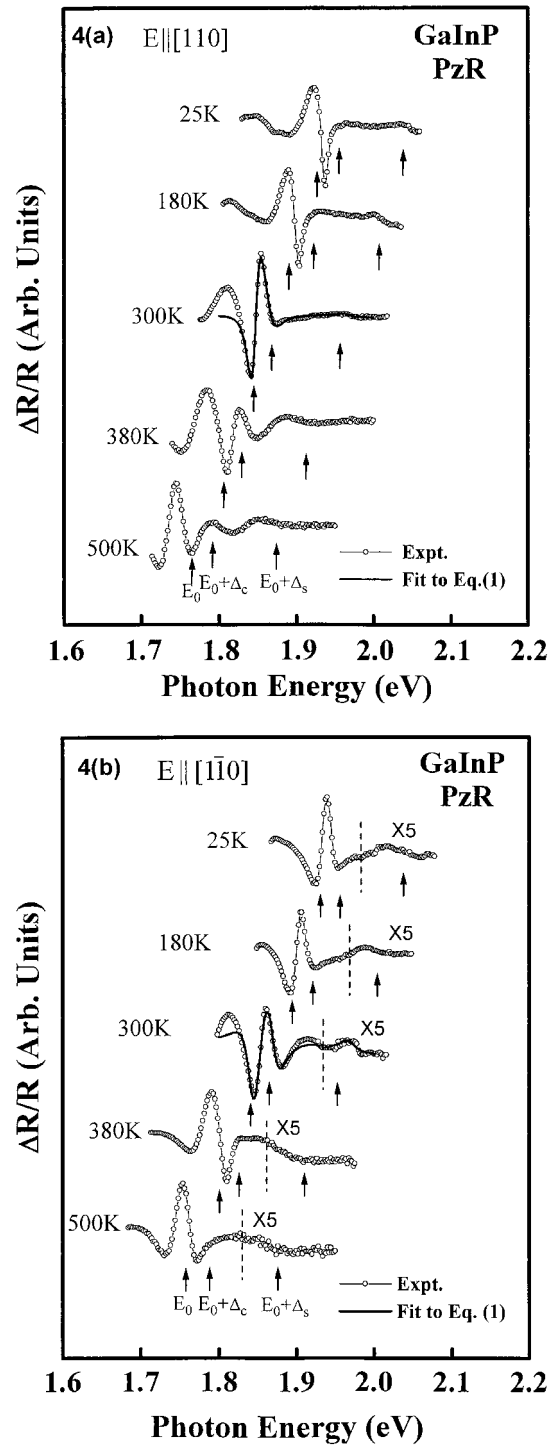 4(a) E||[110] GaInP
PzR
25K
180K
300K
380K
500K
E₀ E₀+Δc E₀+Δs
Expt.
Fit to Eq.(1)
ΔR/R (Arb. Units)
1.6 1.7 1.8 1.9 2.0 2.1 2.2
Photon Energy (eV)
4(b) E||[11̄0] GaInP
PzR
25K X5
180K X5
300K X5
380K X5
500K X5
E₀ E₀+Δc E₀+Δs
Expt.
Fit to Eq. (1)
ΔR/R (Arb. Units)
1.6 1.7 1.8 1.9 2.0 2.1 2.2
Photon Energy (eV)